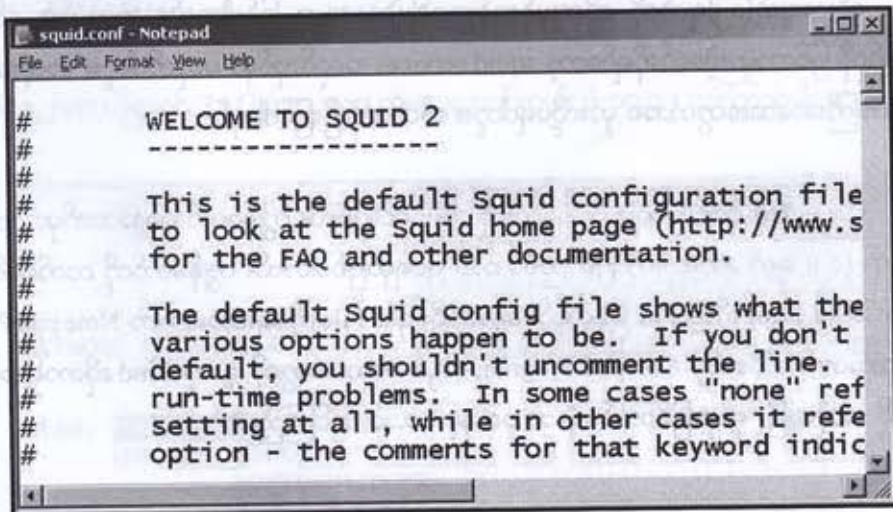 squid.conf - Notepad
File Edit Format View Help
# WELCOME TO SQUID 2
# ------------------
#
# This is the default Squid configuration file
# to look at the Squid home page (http://www.s
# for the FAQ and other documentation.
#
# The default Squid config file shows what the
# various options happen to be. If you don't
# default, you shouldn't uncomment the line.
# run-time problems. In some cases "none" ref
# setting at all, while in other cases it refe
# option - the comments for that keyword indic